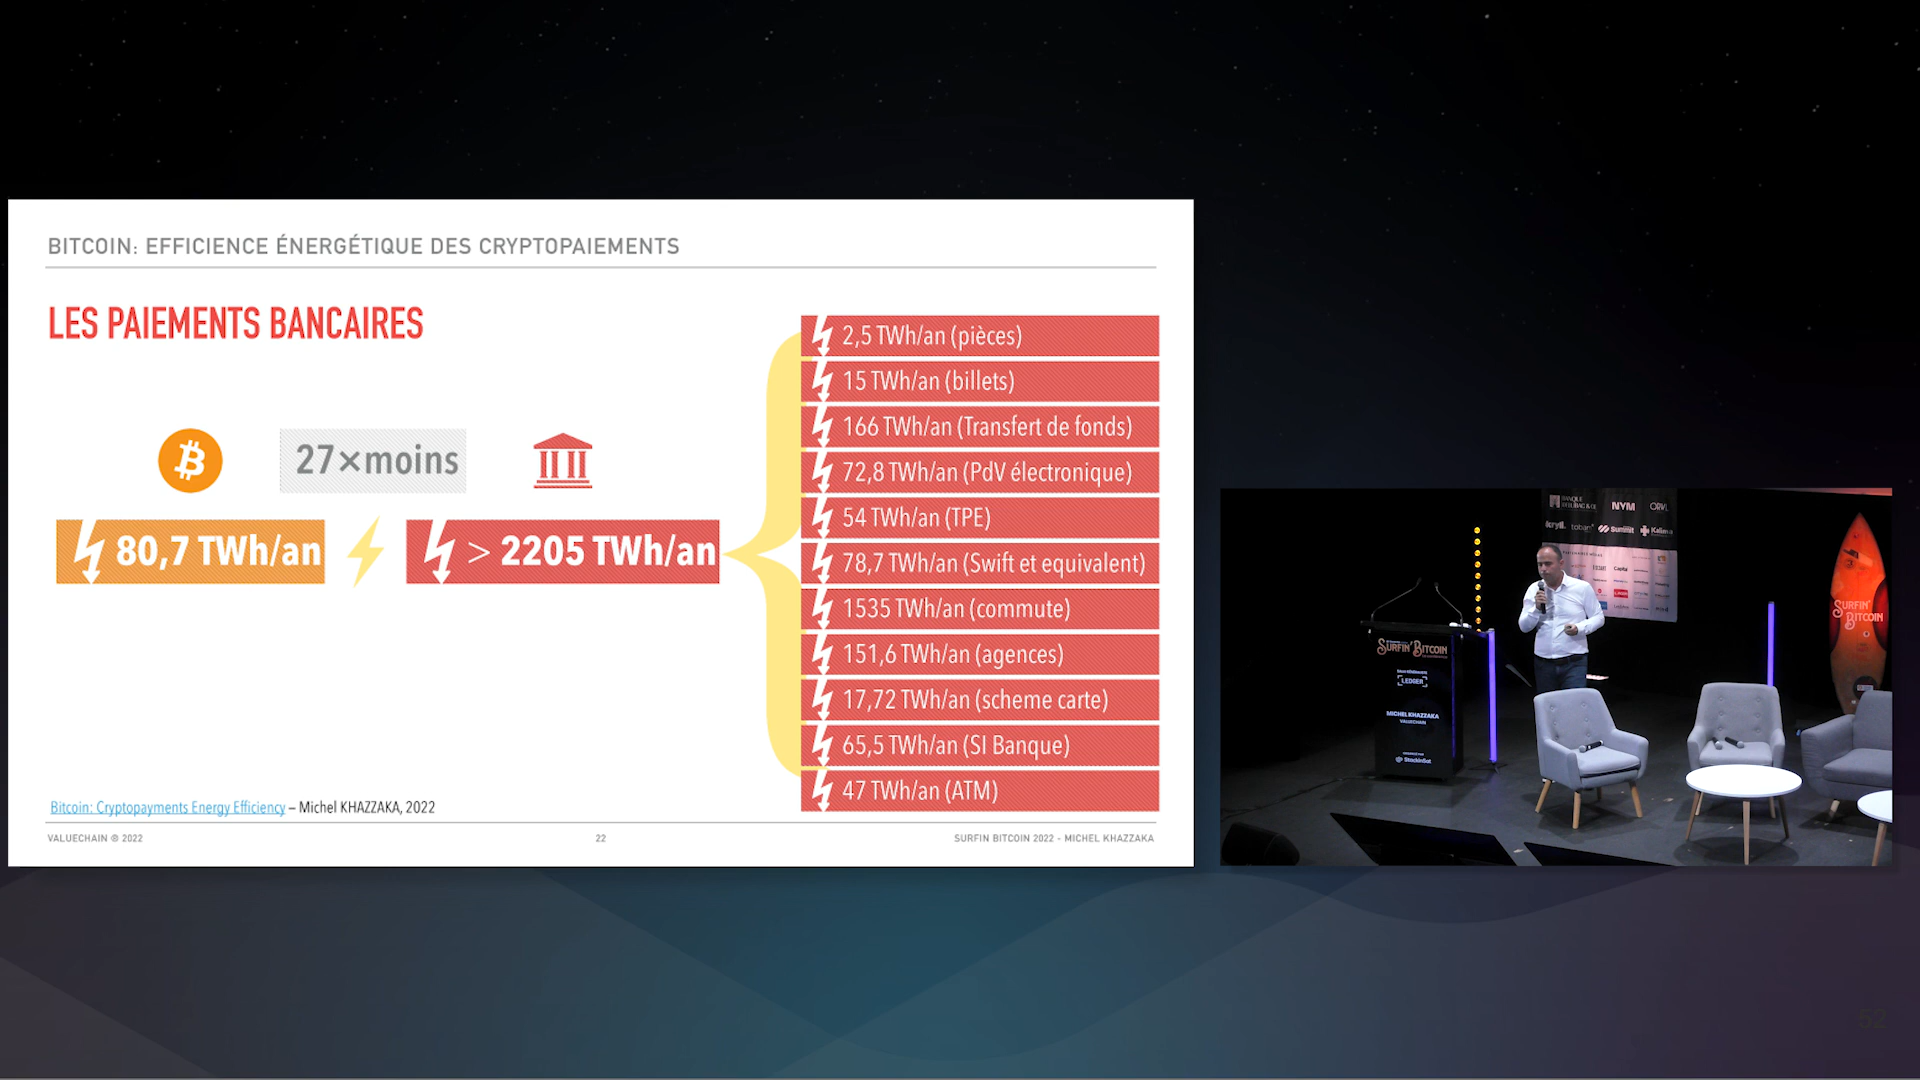 BITCOIN: EFFICIENCE ÉNERGÉTIQUE DES CRYPTOPAIEMENTS
LES PAIEMENTS BANCAIRES
27×moins
80,7 TWh/an
> 2205 TWh/an
2,5 TWh/an (pièces)
15 TWh/an (billets)
166 TWh/an (Transfert de fonds)
72,8 TWh/an (PdV électronique)
54 TWh/an (TPE)
78,7 TWh/an (Swift et equivalent)
1535 TWh/an (commute)
151,6 TWh/an (agences)
17,72 TWh/an (scheme carte)
65,5 TWh/an (SI Banque)
47 TWh/an (ATM)
Bitcoin: Cryptopayments Energy Efficiency – Michel KHAZZAKA, 2022
VALUECHAIN © 2022
22
SURFIN BITCOIN 2022 - MICHEL KHAZZAKA
NYM
Summit
Kalima
SURFIN' BITCOIN
LEDGER
MICHEL KHAZZAKA
VALUECHAIN
StackinSat
SURFIN'
BITCOIN
52